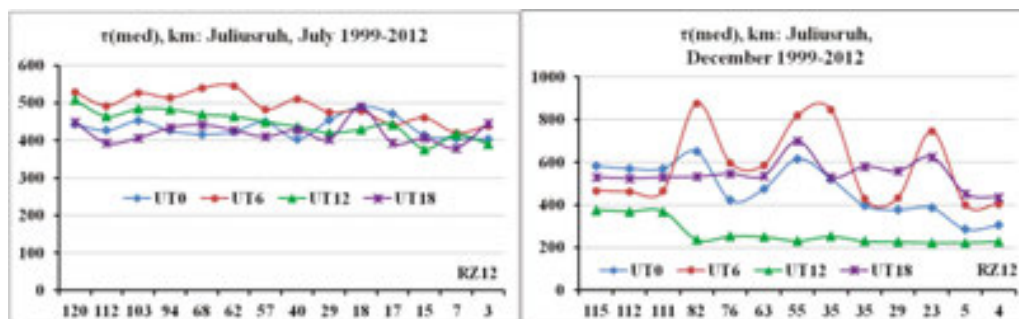 τ(med), km: Juliusruh, July 1999-2012
600
500
400
300
200
100
0
UT0 UT6 UT12 UT18
RZ12
120 112 103 94 68 62 57 40 29 18 17 15 7 3
τ(med), km: Juliusruh,
December 1999-2012
1000
800
600
400
200
0
UT0 UT6 UT12 UT18 RZ12
115 112 111 82 76 63 55 35 35 29 23 5 4